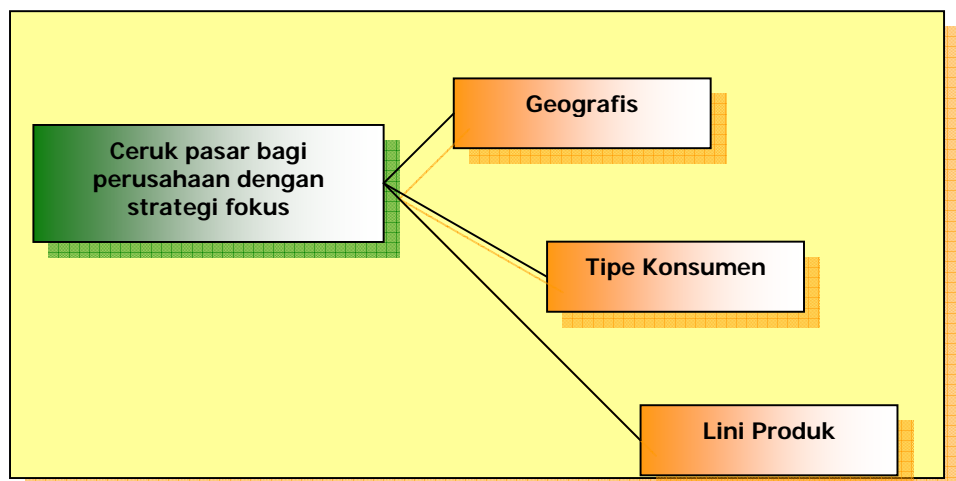 Geografis
Ceruk pasar bagi
perusahaan dengan
strategi fokus
Tipe Konsumen
Lini Produk